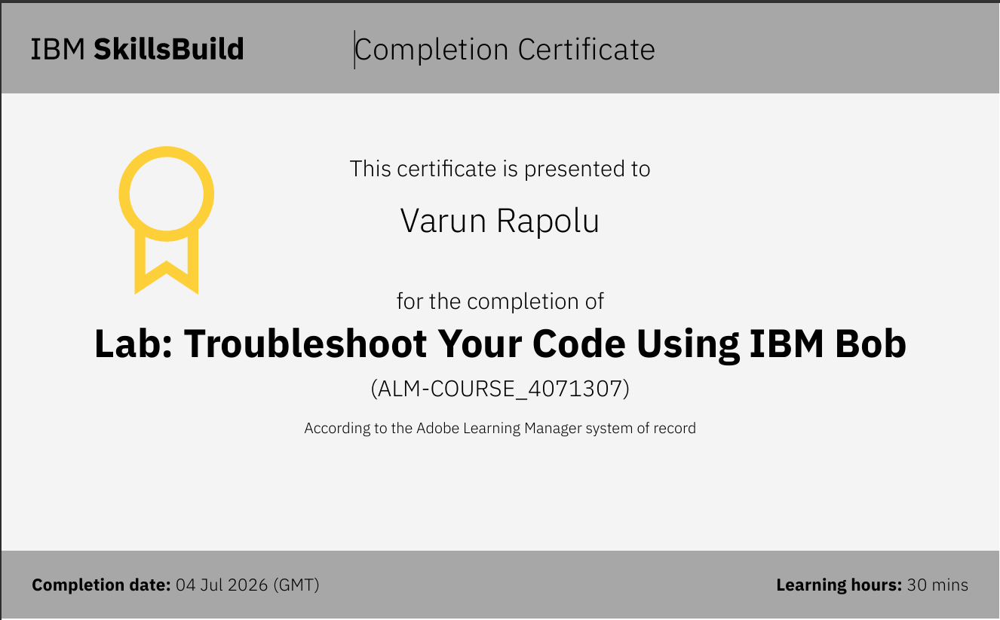 IBM SkillsBuild
Completion Certificate
This certificate is presented to
Varun Rapolu
for the completion of
Lab: Troubleshoot Your Code Using IBM Bob
(ALM-COURSE_4071307)
According to the Adobe Learning Manager system of record
Completion date: 04 Jul 2026 (GMT)
Learning hours: 30 mins